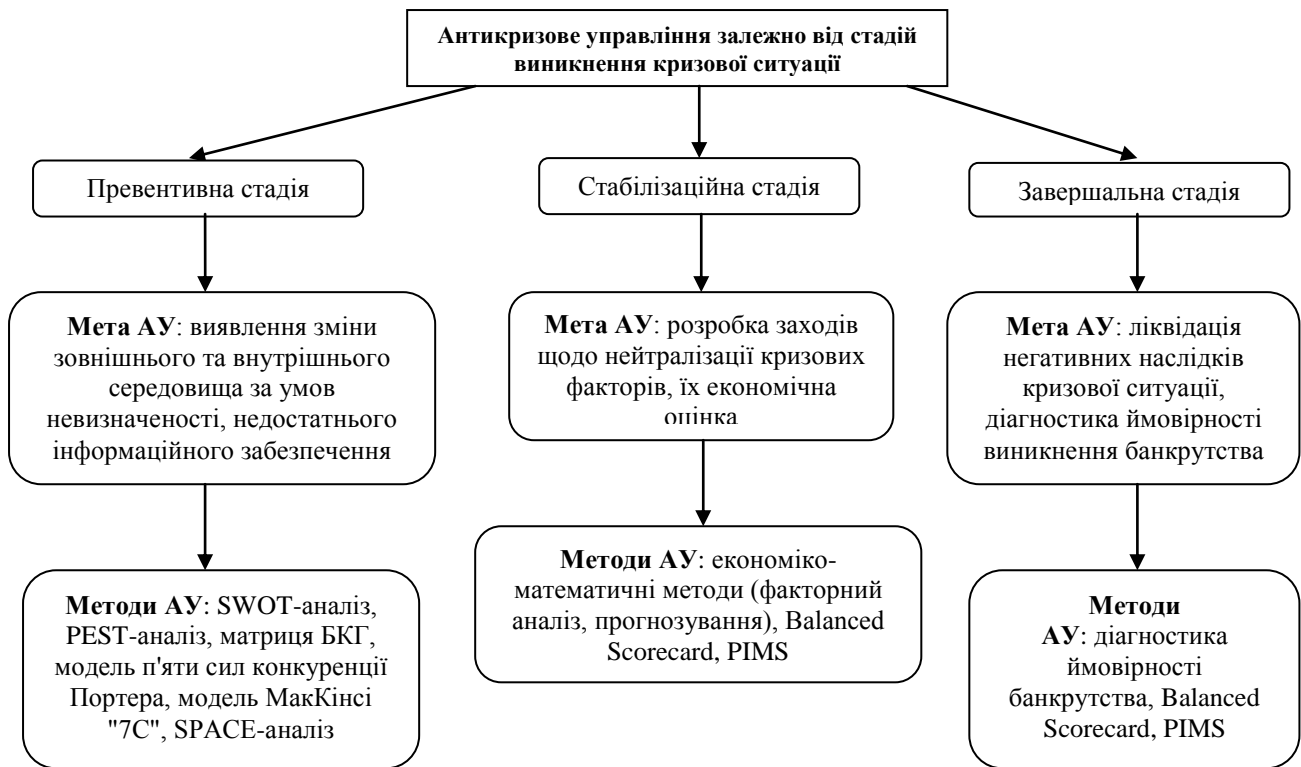 Антикризове управління залежно від стадій
виникнення кризової ситуації
Превентивна стадія
Стабілізаційна стадія
Завершальна стадія
Мета АУ: виявлення зміни
зовнішнього та внутрішнього
середовища за умов
невизначеності, недостатнього
інформаційного забезпечення
Мета АУ: розробка заходів
щодо нейтралізації кризових
факторів, їх економічна
оцінка
Мета АУ: ліквідація
негативних наслідків
кризової ситуації,
діагностика ймовірності
виникнення банкрутства
Методи АУ: SWOT-аналіз,
PEST-аналіз, матриця БКГ,
модель п'яти сил конкуренції
Портера, модель МакКінсі
"7С", SPACE-аналіз
Методи АУ: економіко-
математичні методи (факторний
аналіз, прогнозування), Balanced
Scorecard, PIMS
Методи
АУ: діагностика
ймовірності
банкрутства, Balanced
Scorecard, PIMS